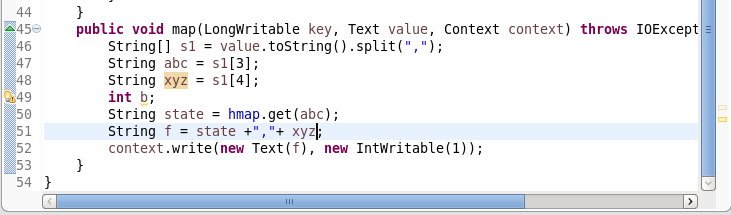 44 }
45 public void map(LongWritable key, Text value, Context context) throws IOExcept
46 String[] s1 = value.toString().split(",");
47 String abc = s1[3];
48 String xyz = s1[4];
49 int b;
50 String state = hmap.get(abc);
51 String f = state +","+ xyz;
52 context.write(new Text(f), new IntWritable(1));
53 }
54 }